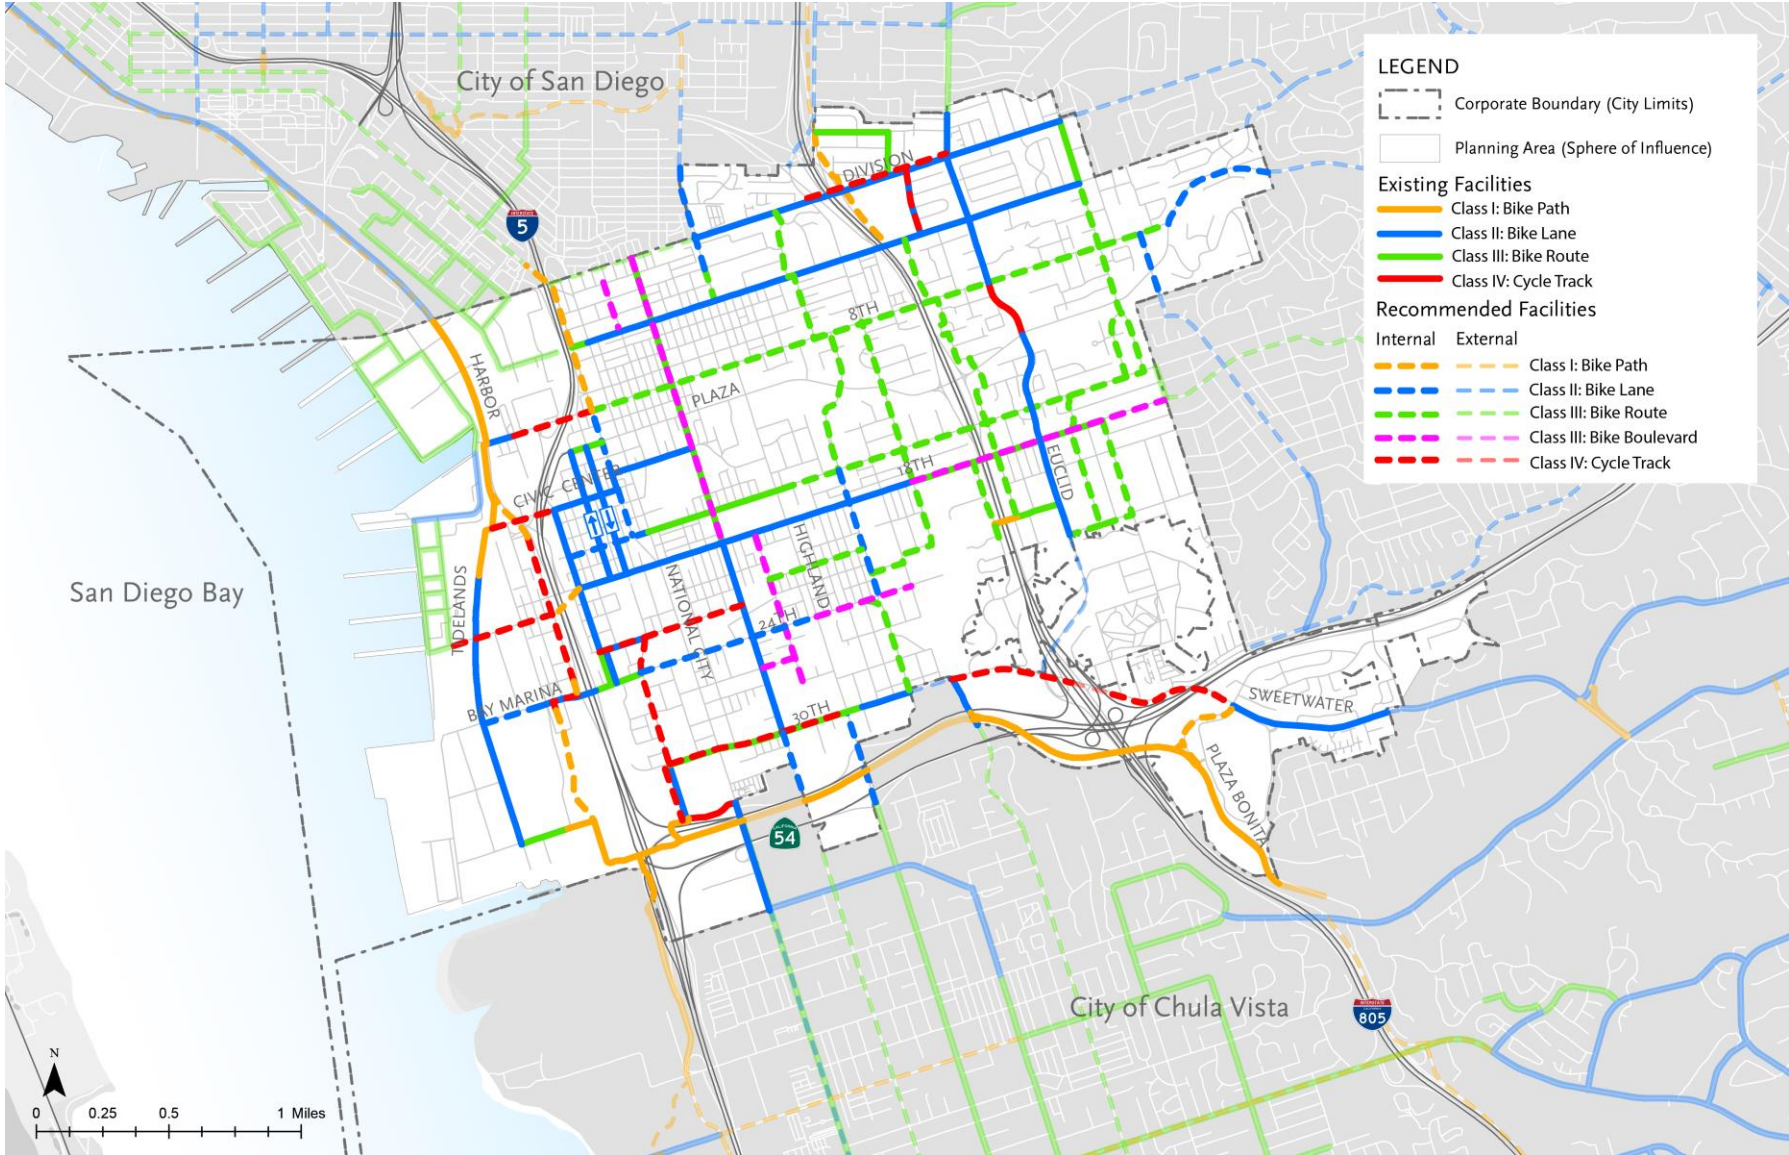 City of San Diego
LEGEND
Corporate Boundary (City Limits)
Planning Area (Sphere of Influence)
Existing Facilities
Class I: Bike Path
Class II: Bike Lane
Class III: Bike Route
Class IV: Cycle Track
Recommended Facilities
Internal External
Class I: Bike Path
Class II: Bike Lane
Class III: Bike Route
Class III: Bike Boulevard
Class IV: Cycle Track
DIVISION
INTERSTATE
5
8TH
HARBOR
PLAZA
18TH
EUCLID
CIVIC CENTER
HIGHLAND
San Diego Bay
TIDELANDS
NATIONAL CITY
24TH
BAY MARINA
30TH
SWEETWATER
PLAZA BONITA
CALIFORNIA
54
City of Chula Vista
INTERSTATE
805
N
0 0.25 0.5 1 Miles